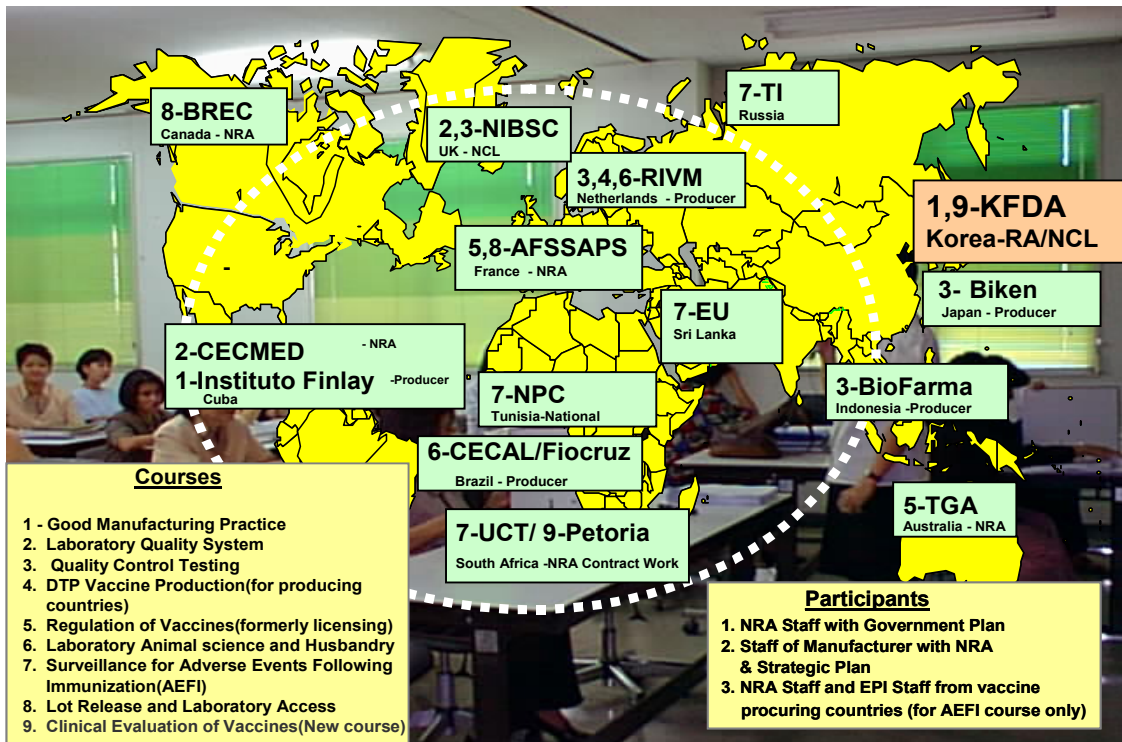 8-BREC
Canada - NRA
2,3-NIBSC
UK - NCL
7-TI
Russia
3,4,6-RIVM
Netherlands - Producer
1,9-KFDA
Korea-RA/NCL
5,8-AFSSAPS
France - NRA
7-EU
Sri Lanka
3- Biken
Japan - Producer
2-CECMED - NRA
1-Instituto Finlay -Producer
Cuba
7-NPC
Tunisia-National
3-BioFarma
Indonesia -Producer
6-CECAL/Fiocruz
Brazil - Producer
5-TGA
Australia - NRA
7-UCT/ 9-Petoria
South Africa -NRA Contract Work
Courses
1 - Good Manufacturing Practice
2. Laboratory Quality System
3. Quality Control Testing
4. DTP Vaccine Production(for producing
countries)
5. Regulation of Vaccines(formerly licensing)
6. Laboratory Animal science and Husbandry
7. Surveillance for Adverse Events Following
Immunization(AEFI)
8. Lot Release and Laboratory Access
9. Clinical Evaluation of Vaccines(New course)
Participants
1. NRA Staff with Government Plan
2. Staff of Manufacturer with NRA
& Strategic Plan
3. NRA Staff and EPI Staff from vaccine
procuring countries (for AEFI course only)